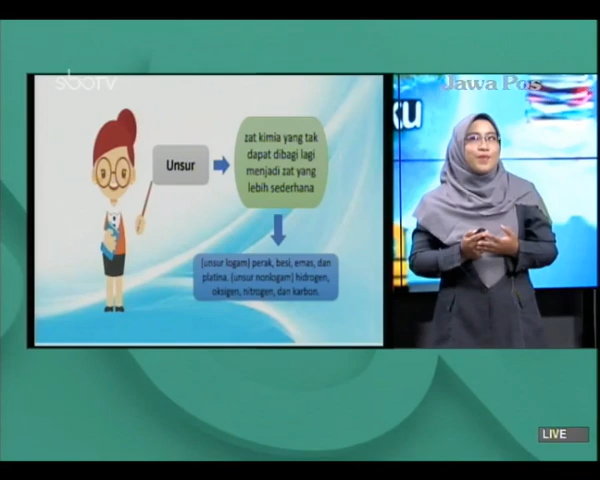 sbotv
Jawa Pos
ku
Unsur
zat kimia yang tak
dapat dibagi lagi
menjadi zat yang
lebih sederhana
(unsur logam) perak, besi, emas, dan
platina, (unsur nonlogam) hidrogen,
oksigen, nitrogen, dan karbon.
LIVE